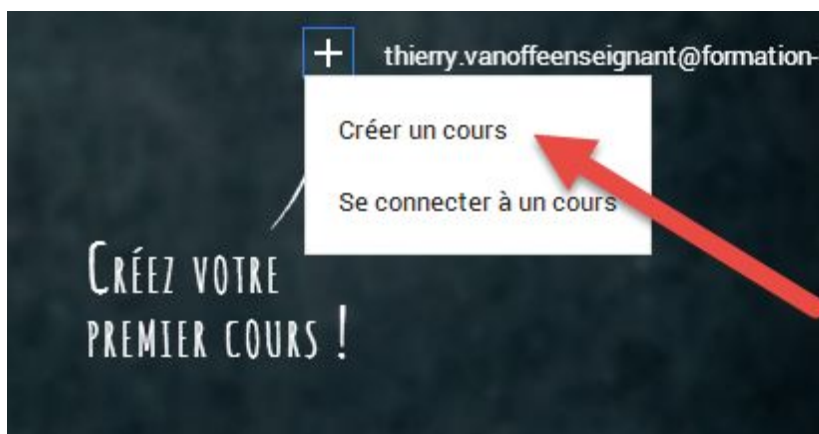 + thierry.vanoffeenseignant@formation-
Créer un cours
Se connecter à un cours
CRÉEZ VOTRE
PREMIER COURS !